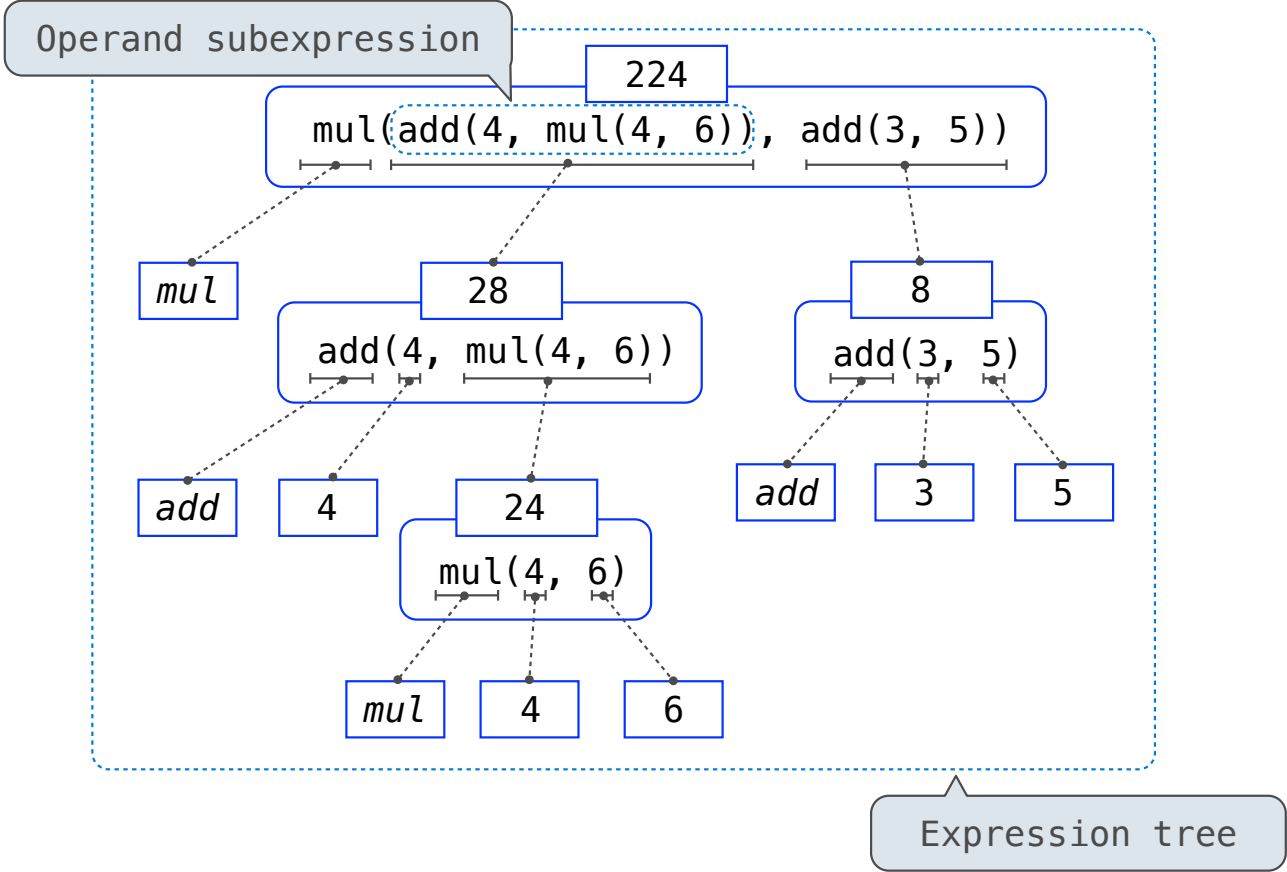 Operand subexpression
224
mul(add(4, mul(4, 6)), add(3, 5))
mul
28
8
add(4, mul(4, 6))
add(3, 5)
add
4
24
add
3
5
mul(4, 6)
mul
4
6
Expression tree